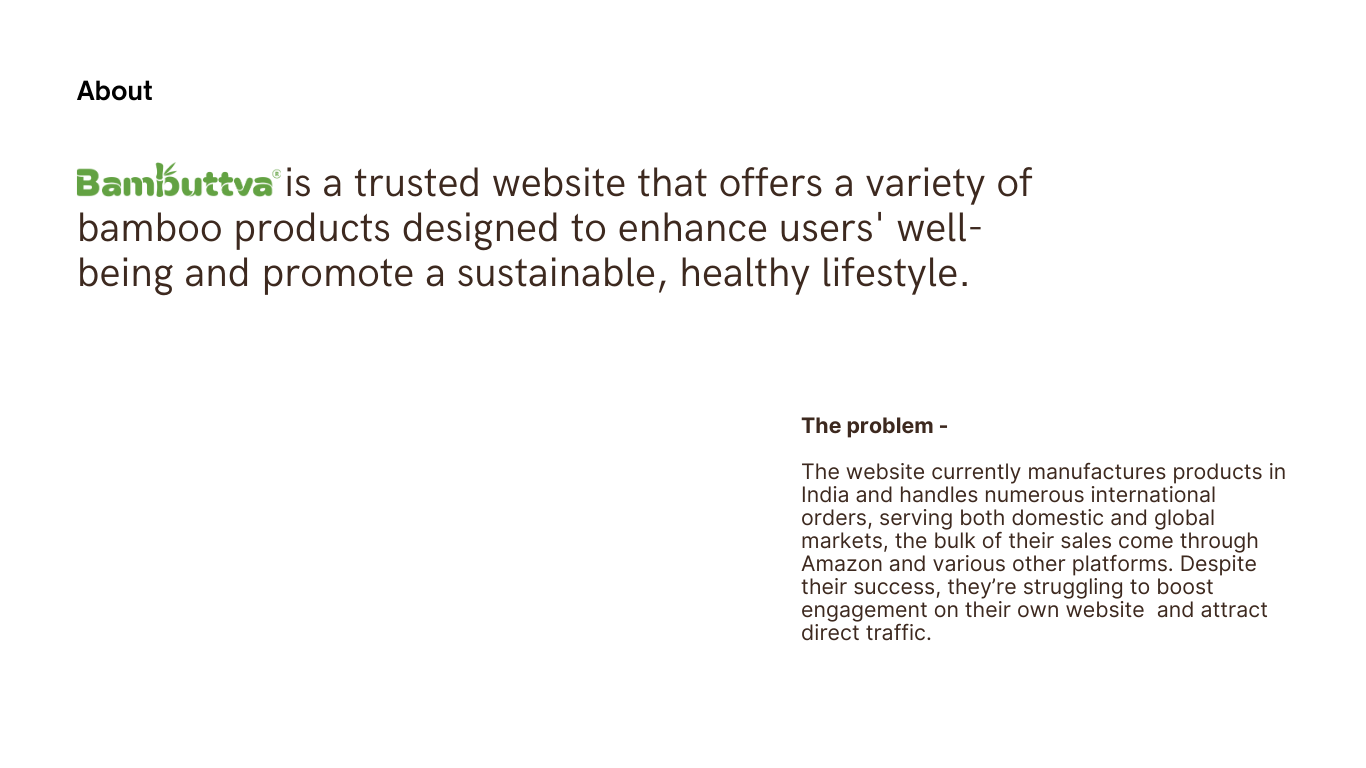 About
Bambuttva® is a trusted website that offers a variety of
bamboo products designed to enhance users' well-
being and promote a sustainable, healthy lifestyle.
The problem -
The website currently manufactures products in
India and handles numerous international
orders, serving both domestic and global
markets, the bulk of their sales come through
Amazon and various other platforms. Despite
their success, they’re struggling to boost
engagement on their own website  and attract
direct traffic.